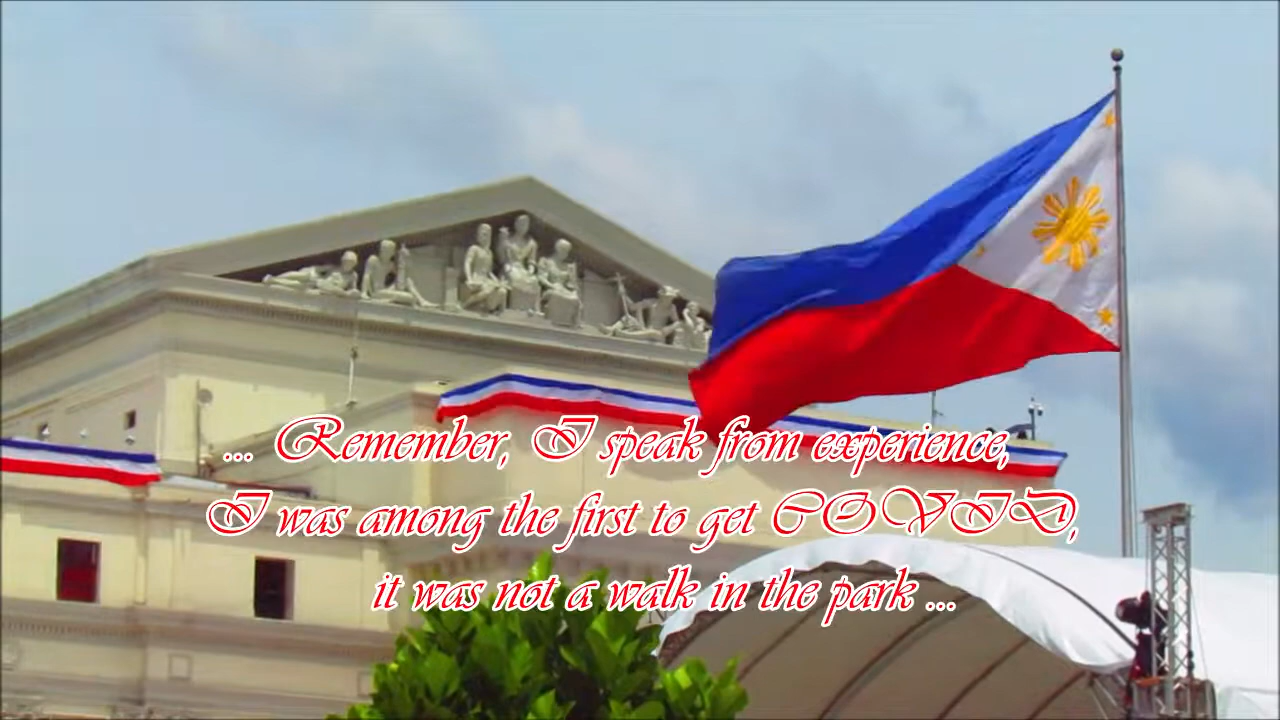 ... Remember, I speak from experience,
I was among the first to get COVID,
it was not a walk in the park ...